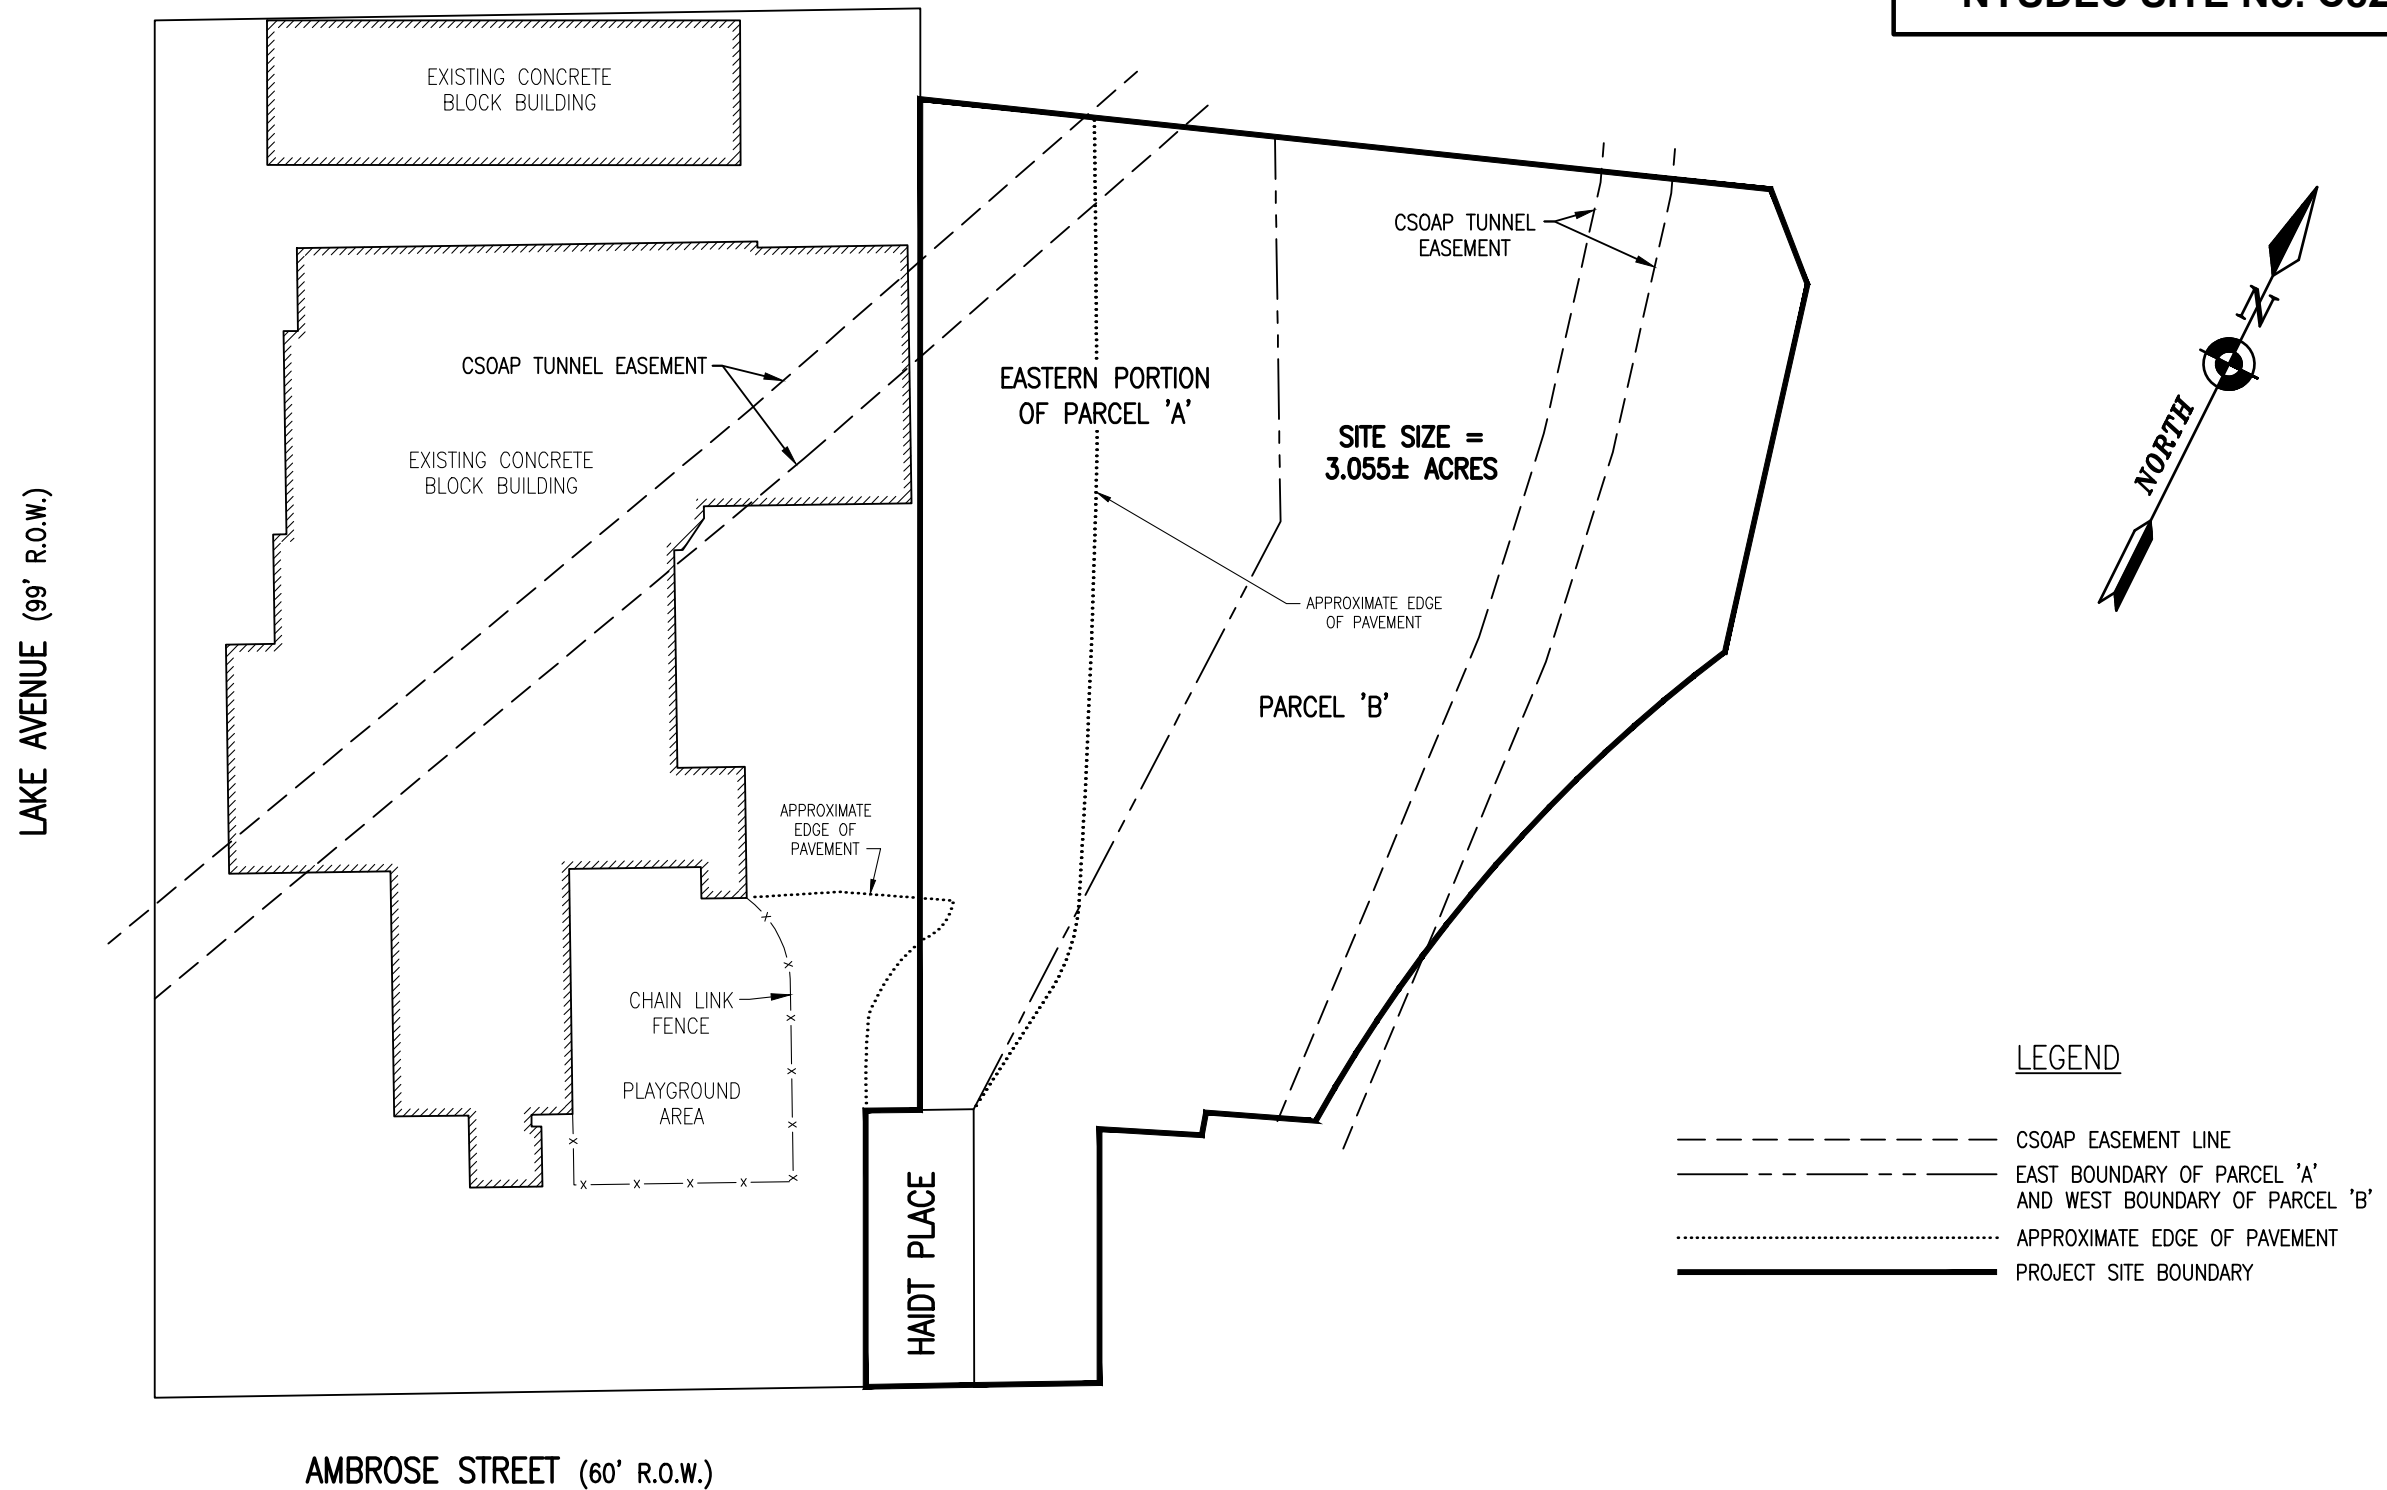 NYSDEC SITE No.
EXISTING CONCRETE
BLOCK BUILDING
CSOAP TUNNEL
EASEMENT
CSOAP TUNNEL EASEMENT
EASTERN PORTION
OF PARCEL 'A'
SITE SIZE =
3.055± ACRES
EXISTING CONCRETE
BLOCK BUILDING
N
NORTH
LAKE AVENUE (99' R.O.W.)
APPROXIMATE EDGE
OF PAVEMENT
PARCEL 'B'
APPROXIMATE
EDGE OF
PAVEMENT
CHAIN LINK
FENCE
PLAYGROUND
AREA
HAIDT PLACE
LEGEND
CSOAP EASEMENT LINE
EAST BOUNDARY OF PARCEL 'A'
AND WEST BOUNDARY OF PARCEL 'B'
APPROXIMATE EDGE OF PAVEMENT
PROJECT SITE BOUNDARY
AMBROSE STREET (60' R.O.W.)